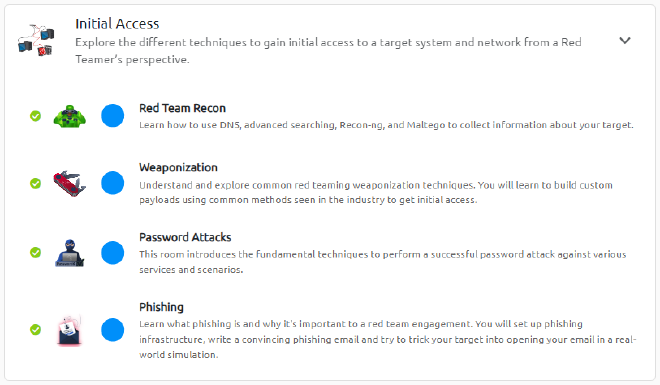 Initial Access
Explore the different techniques to gain initial access to a target system and network from a Red
Teamer's perspective.
Red Team Recon
Learn how to use DNS, advanced searching, Recon-ng, and Maltego to collect information about your target.
Weaponization
Understand and explore common red teaming weaponization techniques. You will learn to build custom
payloads using common methods seen in the industry to get initial access.
Password Attacks
This room introduces the fundamental techniques to perform a successful password attack against various
services and scenarios.
Phishing
Learn what phishing is and why it's important to a red team engagement. You will set up phishing
infrastructure, write a convincing phishing email and try to trick your target into opening your email in a real-
world simulation.